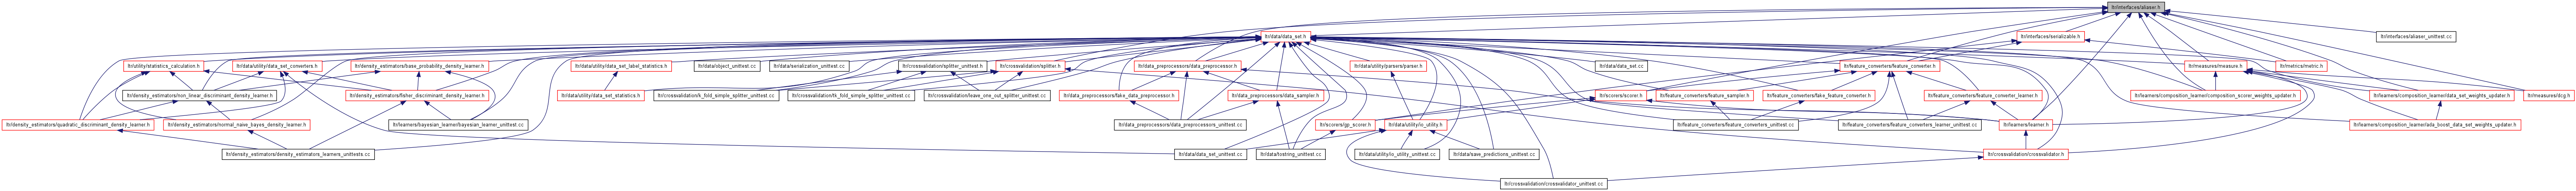 ltr/interfaces/aliaser.h
ltr/data/data_set.h
ltr/interfaces/serializable.h
ltr/interfaces/aliaser_unittest.cc
ltr/utility/statistics_calculation.h
ltr/data/utility/data_set_converters.h
ltr/density_estimators/base_probability_density_learner.h
ltr/data/utility/data_set_label_statistics.h
ltr/data/object_unittest.cc
ltr/data/serialization_unittest.cc
ltr/crossvalidation/splitter_unittest.h
ltr/crossvalidation/splitter.h
ltr/data_preprocessors/data_preprocessor.h
ltr/data/utility/parsers/parser.h
ltr/data/data_set.cc
ltr/feature_converters/feature_converter.h
ltr/measures/measure.h
ltr/metrics/metric.h
ltr/density_estimators/non_linear_discriminant_density_learner.h
ltr/density_estimators/fisher_discriminant_density_learner.h
ltr/data/utility/data_set_statistics.h
ltr/crossvalidation/k_fold_simple_splitter_unittest.cc
ltr/crossvalidation/tk_fold_simple_splitter_unittest.cc
ltr/crossvalidation/leave_one_out_splitter_unittest.cc
ltr/data_preprocessors/fake_data_preprocessor.h
ltr/data_preprocessors/data_sampler.h
ltr/scorers/scorer.h
ltr/feature_converters/feature_sampler.h
ltr/feature_converters/fake_feature_converter.h
ltr/feature_converters/feature_converter_learner.h
ltr/learners/composition_learner/composition_scorer_weights_updater.h
ltr/learners/composition_learner/data_set_weights_updater.h
ltr/measures/dcg.h
ltr/density_estimators/quadratic_discriminant_density_learner.h
ltr/density_estimators/normal_naive_bayes_density_learner.h
ltr/learners/bayesian_learner/bayesian_learner_unittest.cc
ltr/data_preprocessors/data_preprocessors_unittest.cc
ltr/scorers/gp_scorer.h
ltr/data/utility/io_utility.h
ltr/feature_converters/feature_converters_unittest.cc
ltr/feature_converters/feature_converters_learner_unittest.cc
ltr/learners/learner.h
ltr/learners/composition_learner/ada_boost_data_set_weights_updater.h
ltr/density_estimators/density_estimators_learners_unittests.cc
ltr/data/data_set_unittest.cc
ltr/data/tostring_unittest.cc
ltr/data/utility/io_utility_unittest.cc
ltr/data/save_predictions_unittest.cc
ltr/crossvalidation/crossvalidator.h
ltr/crossvalidation/crossvalidator_unittest.cc